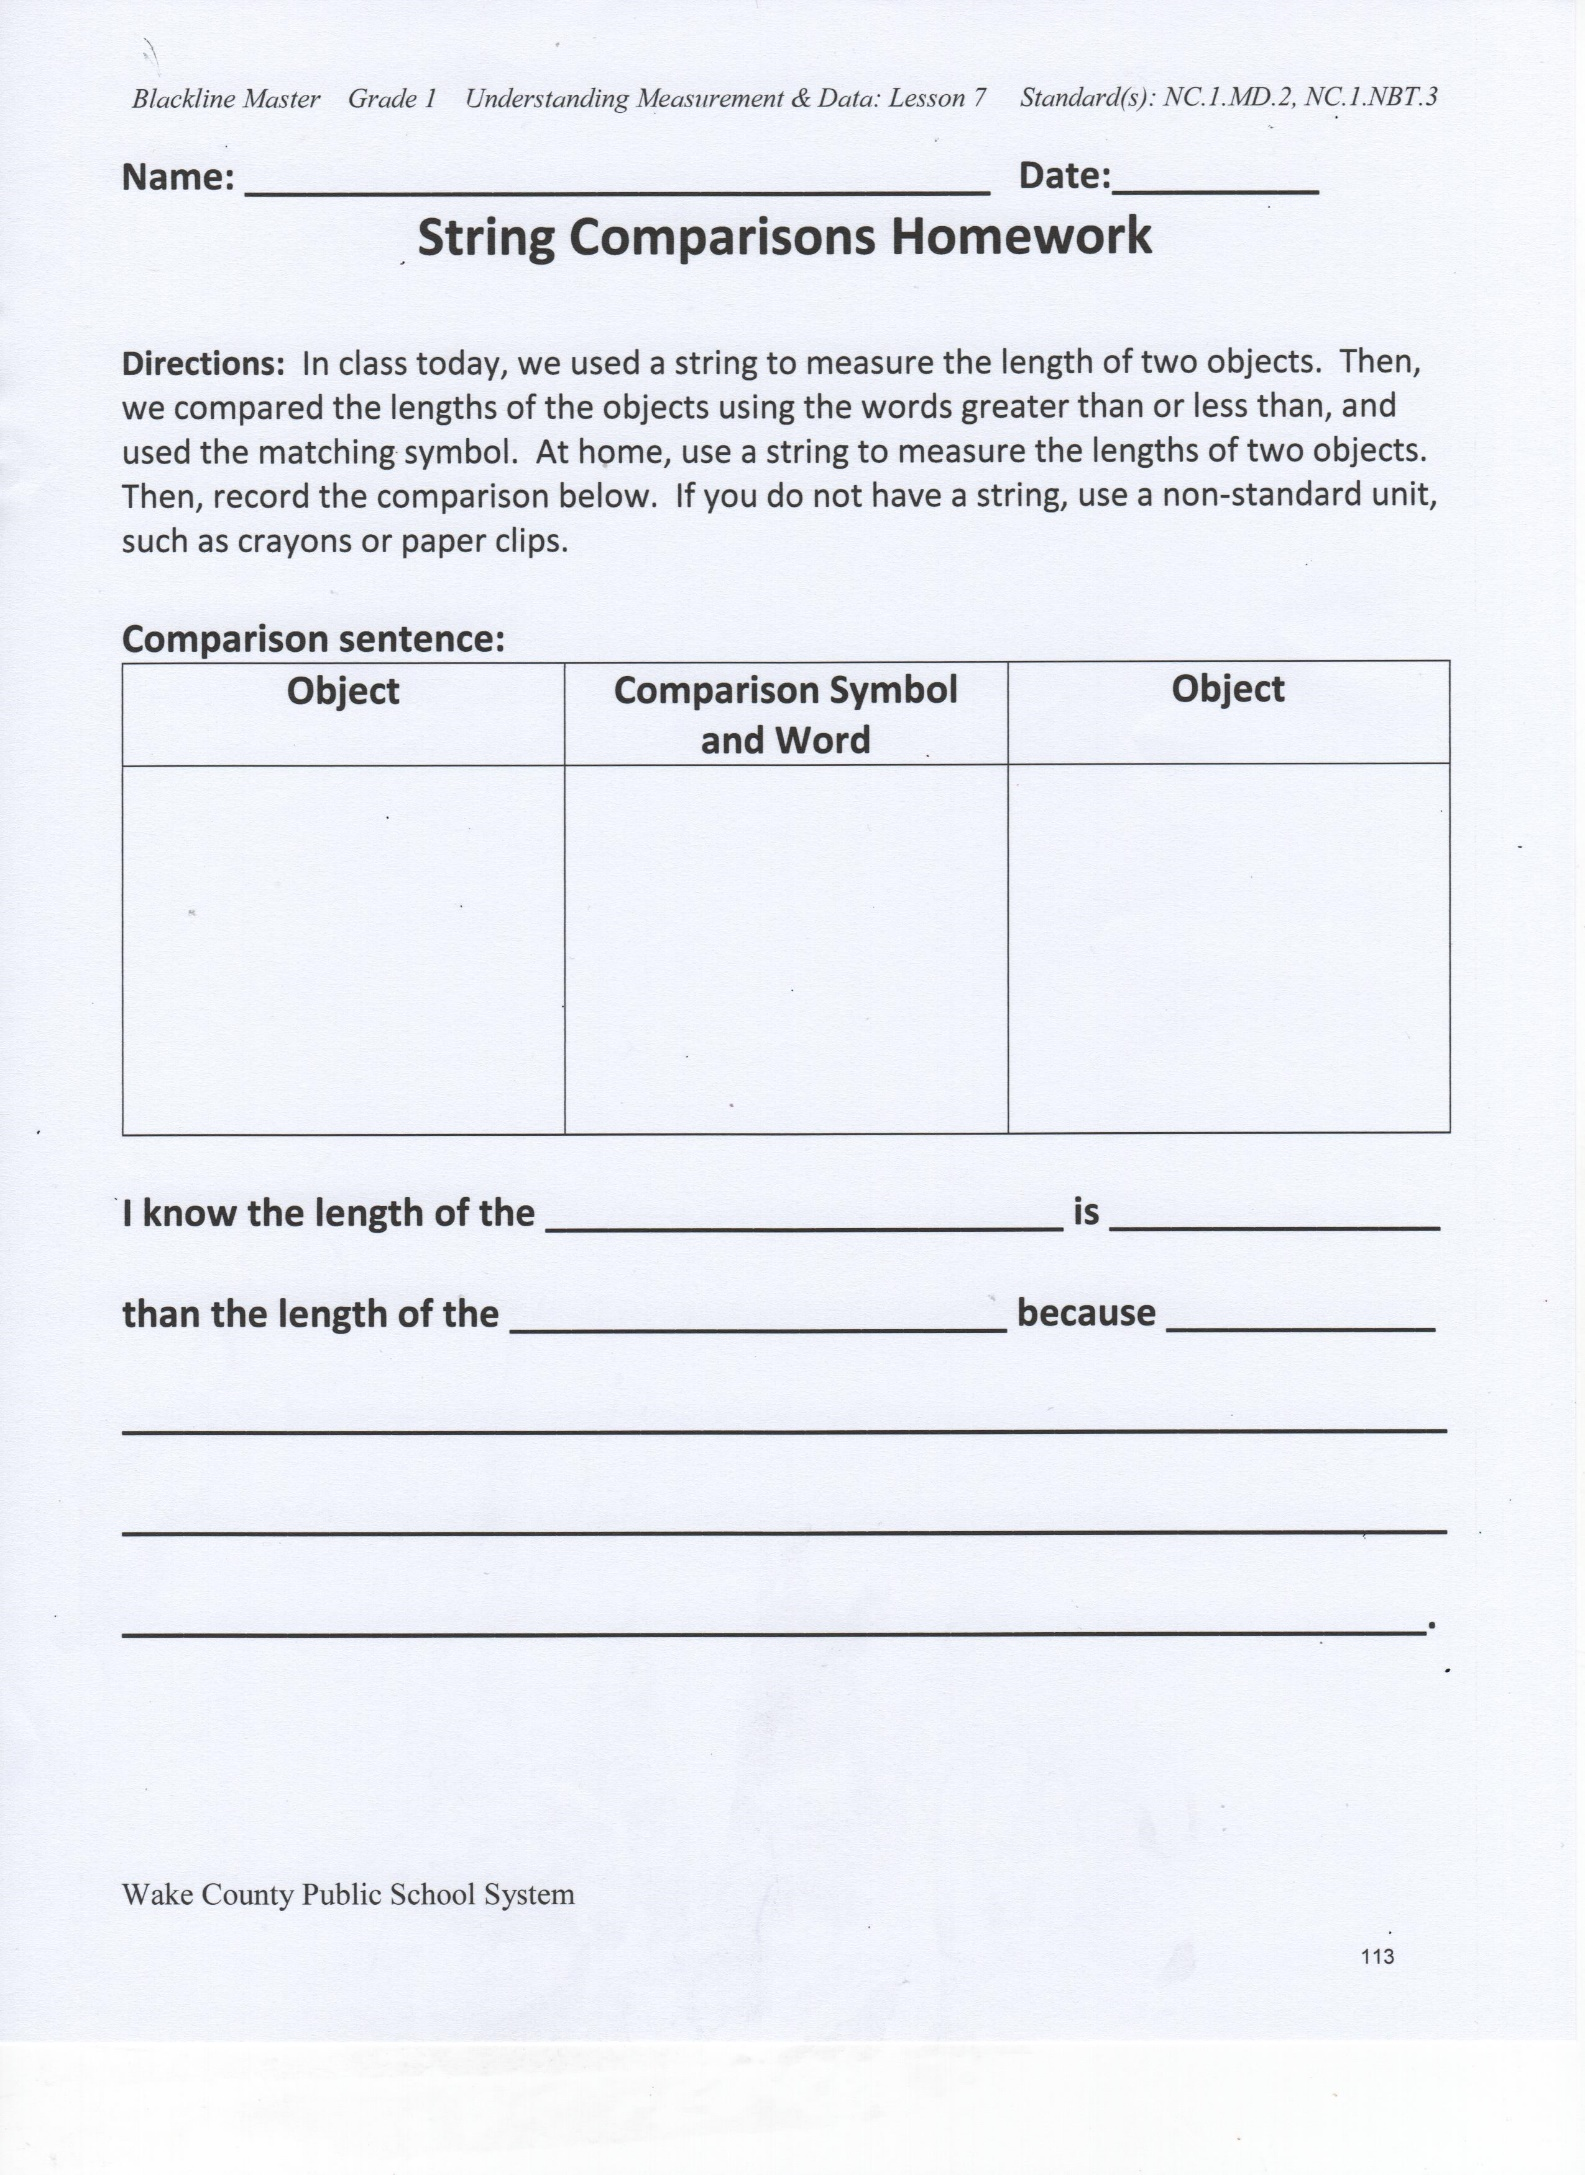 Blackline Master Grade 1 Understanding Measurement & Data: Lesson 7 Standard(s): NC.1.MD.2, NC.1.NBT.3
Name: ______________________________ Date:__________
String Comparisons Homework
Directions: In class today, we used a string to measure the length of two objects. Then,
we compared the lengths of the objects using the words greater than or less than, and
used the matching symbol. At home, use a string to measure the lengths of two objects.
Then, record the comparison below. If you do not have a string, use a non-standard unit,
such as crayons or paper clips.
Comparison sentence:
Object
Comparison Symbol
and Word
Object
I know the length of the ____________________ is ____________
than the length of the ____________________ because ____________
.
Wake County Public School System
113